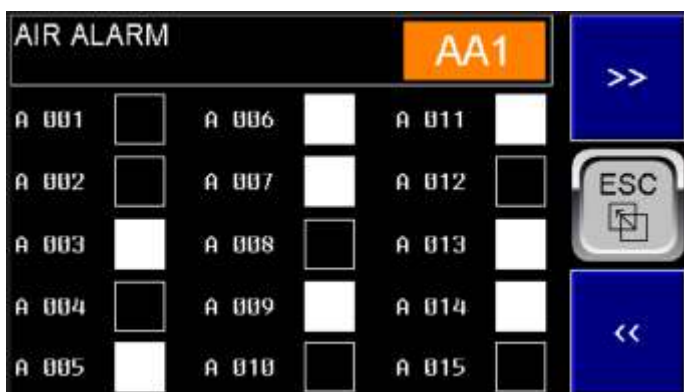 AIR ALARM
AA1
>>
A 001 A 006 A 011
A 002 A 007 A 012
ESC
A 003 A 008 A 013
A 004 A 009 A 014
<<
A 005 A 010 A 015